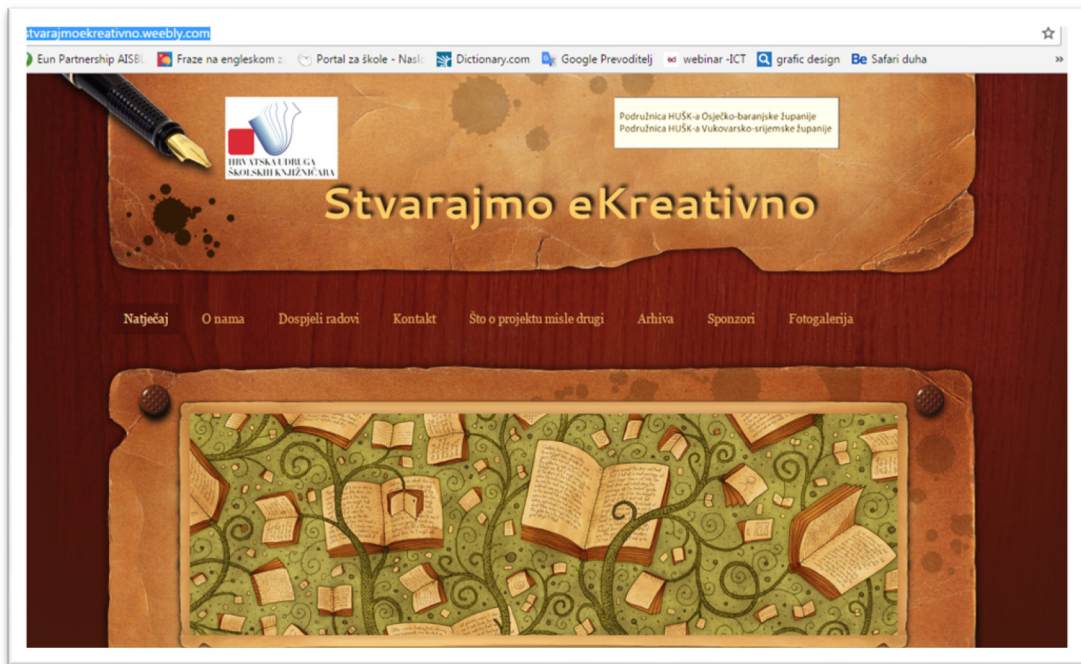 stvarajmoekreativno.weebly.com
Eun Partnership AISBL
Fraze na engleskom z
Portal za škole - Naslo
Dictionary.com
Google Prevoditelj
webinar -ICT
grafic design
Be Safari duha
»
HRVATSKA UDRUGA
ŠKOLSKIH KNJIŽNIČARA
Podružnica HUŠK-a Osječko-baranjske županije
Podružnica HUŠK-a Vukovarsko-srijemske županije
Stvarajmo eKreativno
Natječaj
O nama
Dospjeli radovi
Kontakt
Što o projektu misle drugi
Arhiva
Sponzori
Fotogalerija